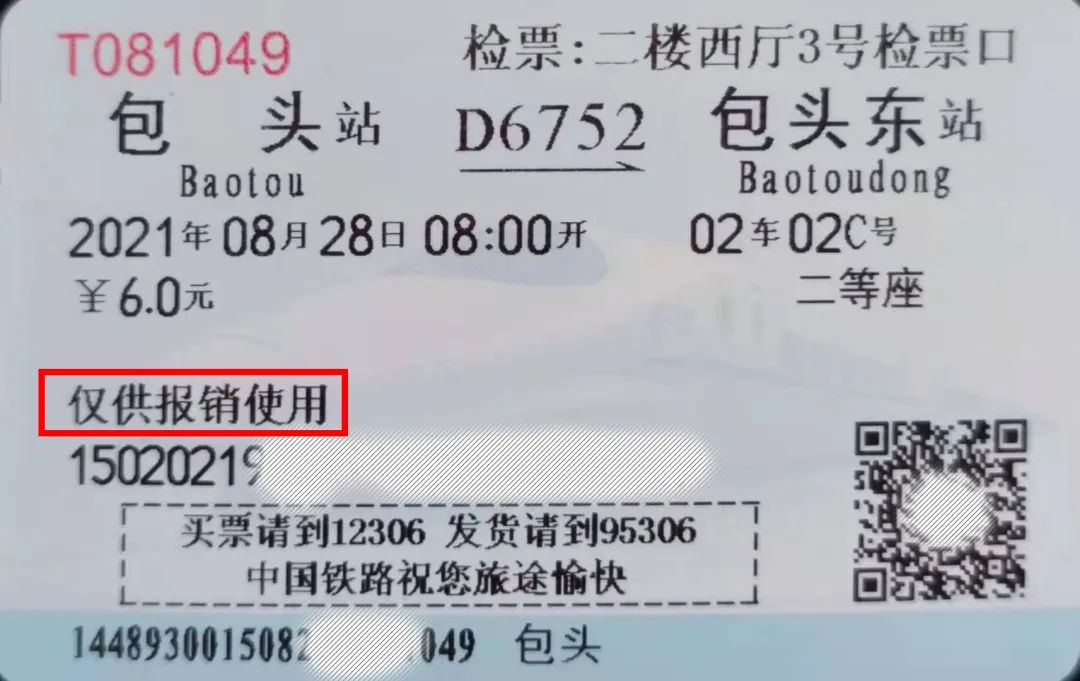 T081049 检票:二楼西厅3号检票口
包头站 D6752 包头东站
Baotou Baotoudong
2021年08月28日08:00开 02车02C号
¥6.0元 二等座
仅供报销使用
15020219
买票请到12306 发货请到95306
中国铁路祝您旅途愉快
1448930015082 049 包头